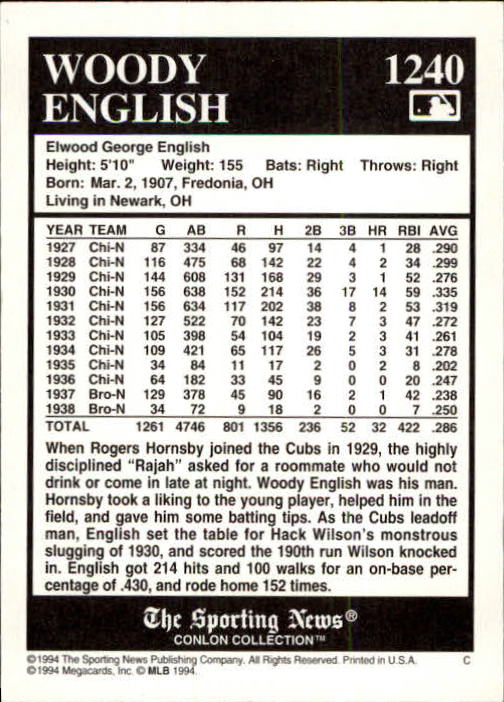 WOODY 1240
ENGLISH
Elwood George English
Height: 5'10" Weight: 155 Bats: Right Throws: Right
Born: Mar. 2, 1907, Fredonia, OH
Living in Newark, OH
YEAR TEAM G AB R H 2B 3B HR RBI AVG
1927 Chi-N 87 334 46 97 14 4 1 28 .290
1928 Chi-N 116 475 68 142 22 4 2 34 .299
1929 Chi-N 144 608 131 168 29 3 1 52 .276
1930 Chi-N 156 638 152 214 36 17 14 59 .335
1931 Chi-N 156 634 117 202 38 8 2 53 .319
1932 Chi-N 127 522 70 142 23 7 3 47 .272
1933 Chi-N 105 398 54 104 19 2 3 41 .261
1934 Chi-N 109 421 65 117 26 5 3 31 .278
1935 Chi-N 34 84 11 17 2 0 2 8 .202
1936 Chi-N 64 182 33 45 9 0 0 20 .247
1937 Bro-N 129 378 45 90 16 2 1 42 .238
1938 Bro-N 34 72 9 18 2 0 0 7 .250
TOTAL 1261 4746 801 1356 236 52 32 422 .286
When Rogers Hornsby joined the Cubs in 1929, the highly
disciplined “Rajah” asked for a roommate who would not
drink or come in late at night. Woody English was his man.
Hornsby took a liking to the young player, helped him in the
field, and gave him some batting tips. As the Cubs leadoff
man, English set the table for Hack Wilson's monstrous
slugging of 1930, and scored the 190th run Wilson knocked
in. English got 214 hits and 100 walks for an on-base per-
centage of .430, and rode home 152 times.
The Sporting News®
CONLON COLLECTION™
©1994 The Sporting News Publishing Company. All Rights Reserved. Printed in U.S.A. C
©1994 Megacards, Inc. © MLB 1994.